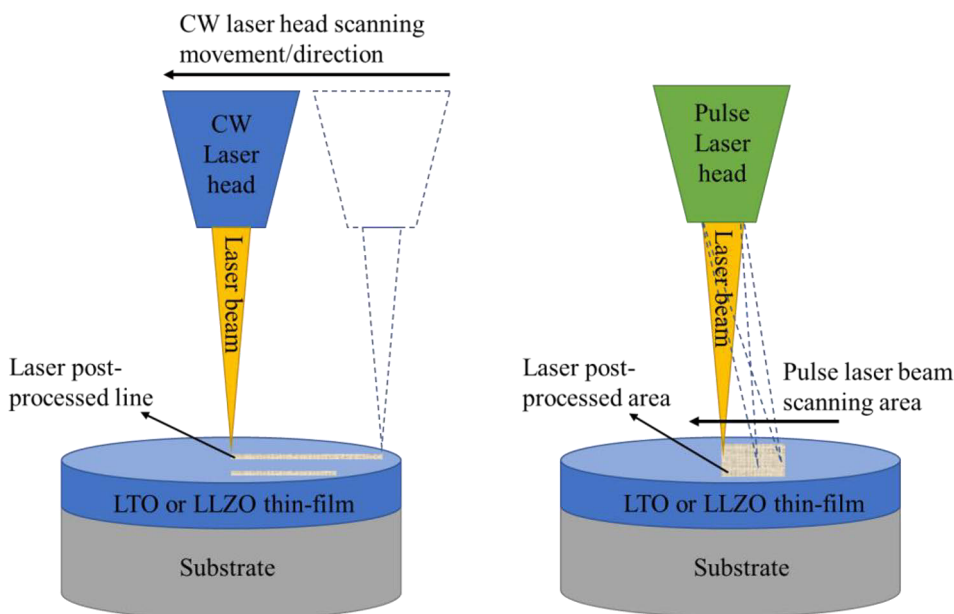 CW laser head scanning
movement/direction
CW
Laser
head
Laser beam
Laser post-
processed line
LTO or LLZO thin-film
Substrate
Pulse
Laser
head
Laser beam
Laser post-
processed area
Pulse laser beam
scanning area
LTO or LLZO thin-film
Substrate